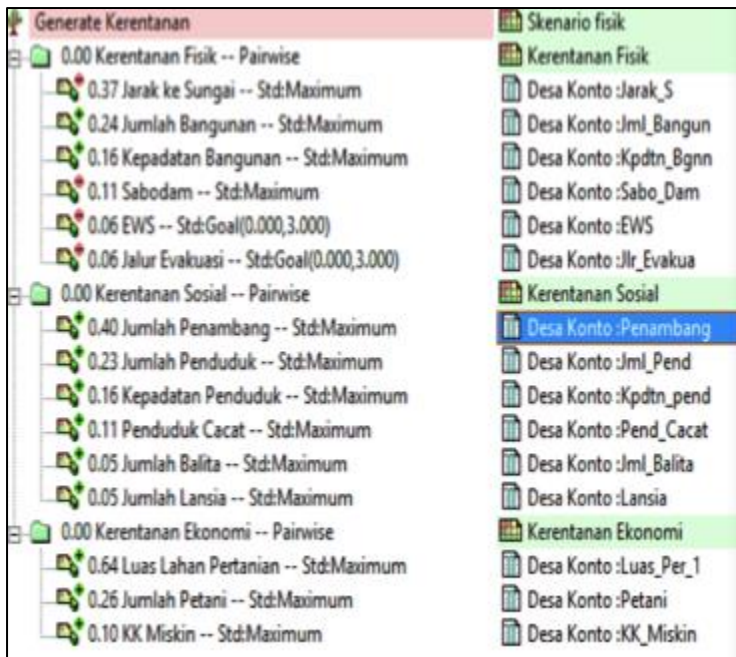 Generate Kerentanan Skenario fisik
0.00 Kerentanan Fisik -- Pairwise Kerentanan Fisik
0.37 Jarak ke Sungai -- Std:Maximum Desa Konto :Jarak_S
0.24 Jumlah Bangunan -- Std:Maximum Desa Konto :Jml_Bangun
0.16 Kepadatan Bangunan -- Std:Maximum Desa Konto :Kpdtn_Bgnn
0.11 Sabodam -- Std:Maximum Desa Konto :Sabo_Dam
0.06 EWS -- Std:Goal(0.000,3.000) Desa Konto :EWS
0.06 Jalur Evakuasi -- Std:Goal(0.000,3.000) Desa Konto :Jlr_Evakua
0.00 Kerentanan Sosial -- Pairwise Kerentanan Sosial
0.40 Jumlah Penambang -- Std:Maximum Desa Konto :Penambang
0.23 Jumlah Penduduk -- Std:Maximum Desa Konto :Jml_Pend
0.16 Kepadatan Penduduk -- Std:Maximum Desa Konto :Kpdtn_pend
0.11 Penduduk Cacat -- Std:Maximum Desa Konto :Pend_Cacat
0.05 Jumlah Balita -- Std:Maximum Desa Konto :Jml_Balita
0.05 Jumlah Lansia -- Std:Maximum Desa Konto :Lansia
0.00 Kerentanan Ekonomi -- Pairwise Kerentanan Ekonomi
0.64 Luas Lahan Pertanian -- Std:Maximum Desa Konto :Luas_Per_1
0.26 Jumlah Petani -- Std:Maximum Desa Konto :Petani
0.10 KK Miskin -- Std:Maximum Desa Konto :KK_Miskin